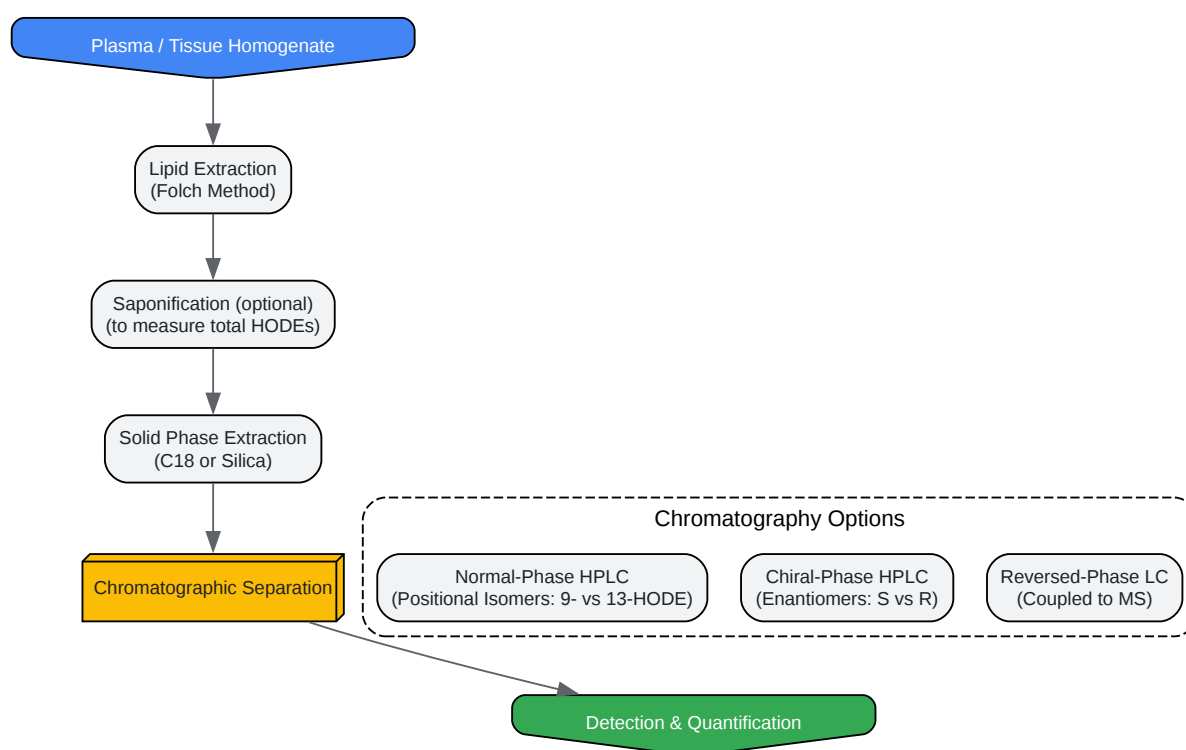 Plasma / Tissue Homogenate
Lipid Extraction
(Folch Method)
Saponification (optional)
(to measure total HODEs)
Solid Phase Extraction
(C18 or Silica)
Chromatographic Separation
Chromatography Options
Normal-Phase HPLC
(Positional Isomers: 9- vs 13-HODE)
Chiral-Phase HPLC
(Enantiomers: S vs R)
Reversed-Phase LC
(Coupled to MS)
Detection & Quantification